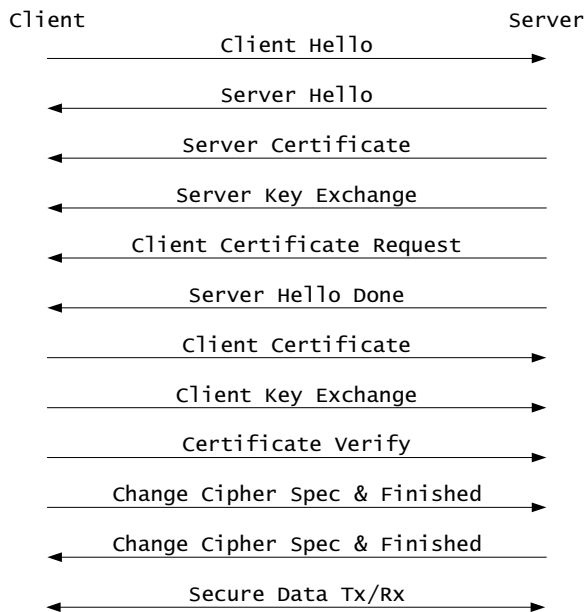 Client Server
Client Hello
Server Hello
Server Certificate
Server Key Exchange
Client Certificate Request
Server Hello Done
Client Certificate
Client Key Exchange
Certificate Verify
Change Cipher Spec & Finished
Change Cipher Spec & Finished
Secure Data Tx/Rx